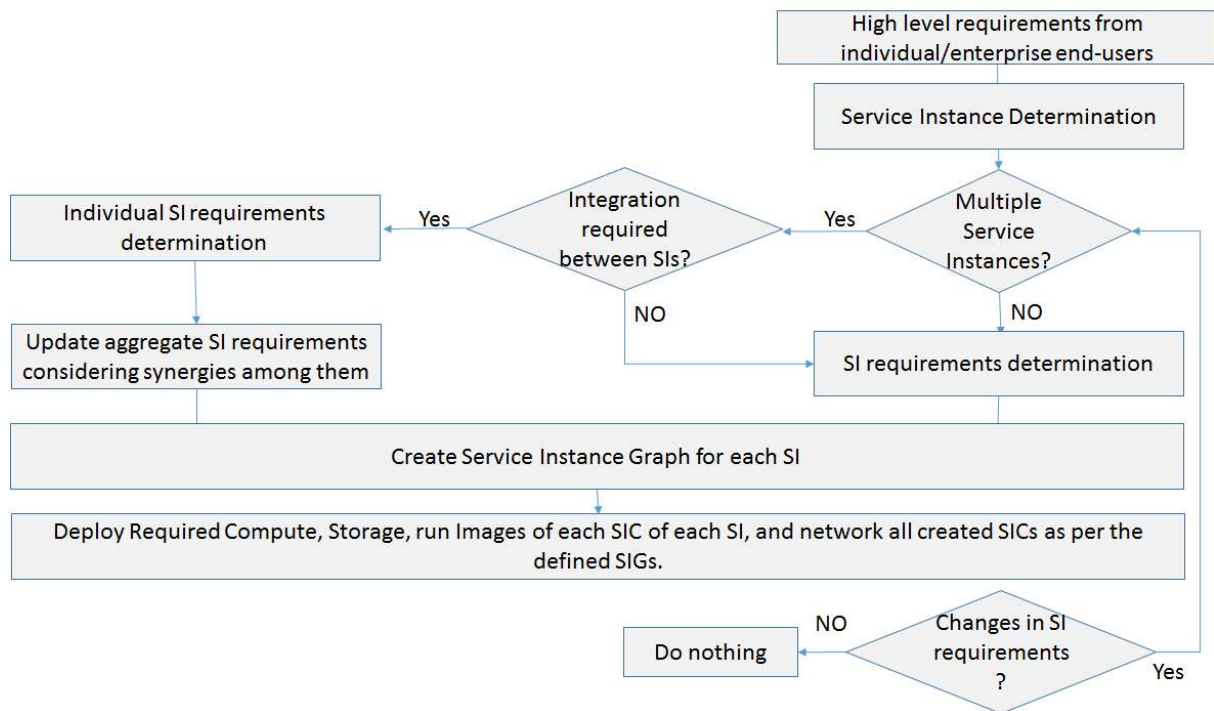 High level requirements from
individual/enterprise end-users
Service Instance Determination
Individual SI requirements
determination
Yes
Integration
required
between SIs?
Yes
Multiple
Service
Instances?
NO
NO
Update aggregate SI requirements
considering synergies among them
SI requirements determination
Create Service Instance Graph for each SI
Deploy Required Compute, Storage, run Images of each SIC of each SI, and network all created SICs as per the
defined SIGs.
NO
Changes in SI
requirements
?
Do nothing
Yes